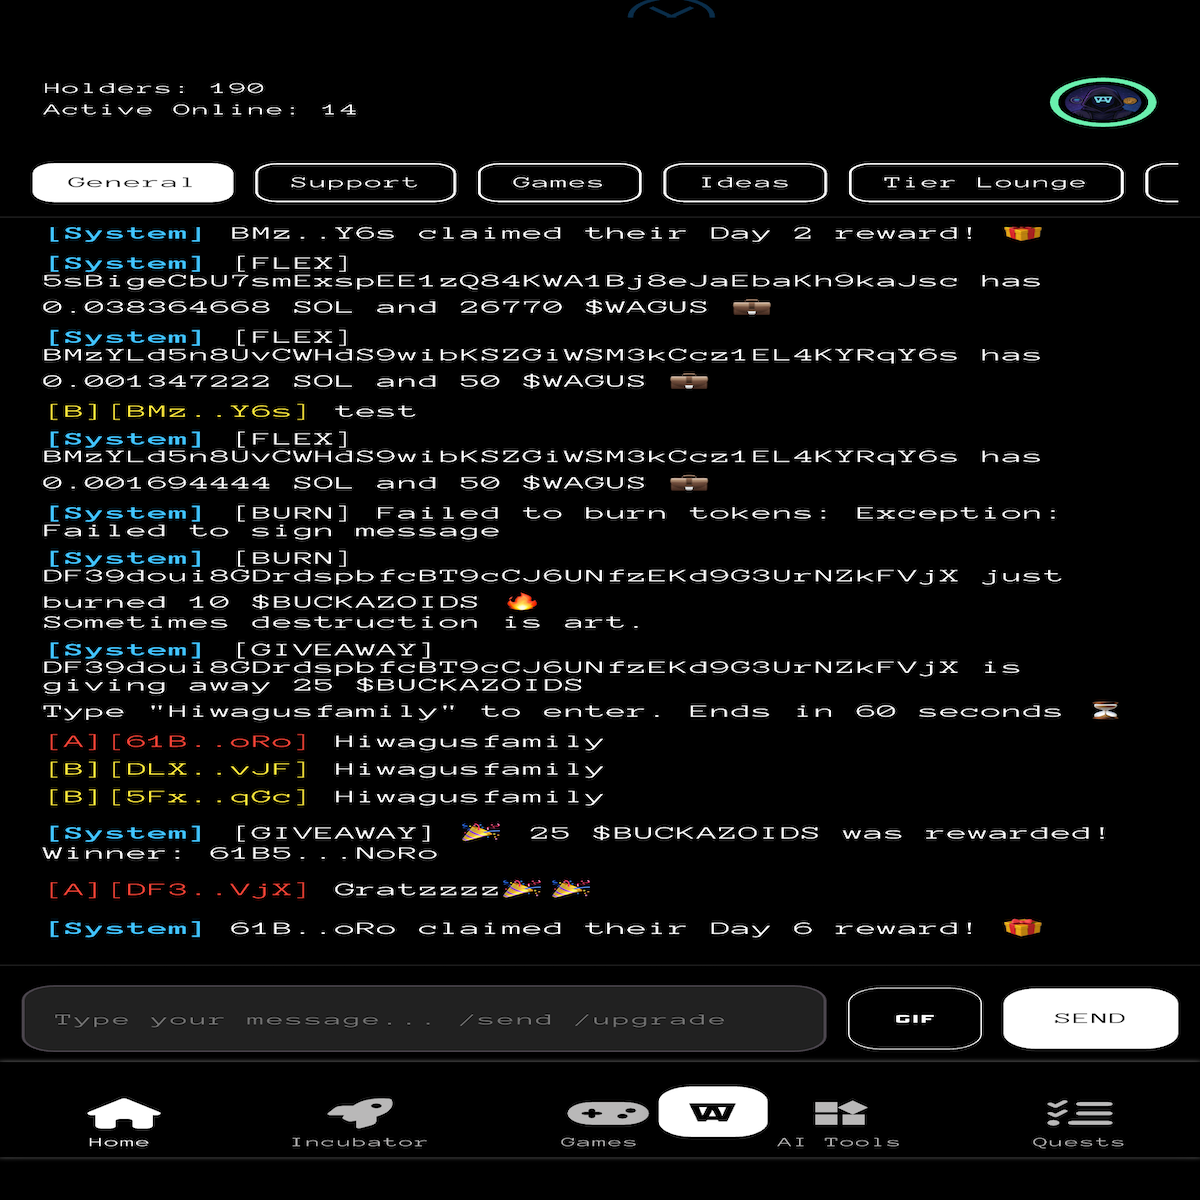 Holders: 190
Active Online: 14
General
Support
Games
Ideas
Tier Lounge
[System] BMz..Y6s claimed their Day 2 reward! 🎁
[System] [FLEX]
5sBigeCbU7smExspEE1zQ84KWA1Bj8eJaEbaKh9kaJsc has
0.038364668 SOL and 26770 $WAGUS 💼
[System] [FLEX]
BMzYLd5n8UvCWHdS9wibKSZGiWSM3kCcz1EL4KYRqY6s has
0.001347222 SOL and 50 $WAGUS 💼
[B][BMz..Y6s] test
[System] [FLEX]
BMzYLd5n8UvCWHdS9wibKSZGiWSM3kCcz1EL4KYRqY6s has
0.001694444 SOL and 50 $WAGUS 💼
[System] [BURN] Failed to burn tokens: Exception:
Failed to sign message
[System] [BURN]
DF39doui8GDrdspbfcBT9cCJ6UNfzEKd9G3UrNZkFVjX just
burned 10 $BUCKAZOIDS 🔥
Sometimes destruction is art.
[System] [GIVEAWAY]
DF39doui8GDrdspbfcBT9cCJ6UNfzEKd9G3UrNZkFVjX is
giving away 25 $BUCKAZOIDS
Type "Hiwagusfamily" to enter. Ends in 60 seconds ⏳
[A][61B..oRo] Hiwagusfamily
[B][DLX..vJF] Hiwagusfamily
[B][5Fx..qGc] Hiwagusfamily
[System] [GIVEAWAY] 🎉 25 $BUCKAZOIDS was rewarded!
Winner: 61B5...NoRo
[A][DF3..VjX] Gratzzzz🎉🎉
[System] 61B..oRo claimed their Day 6 reward! 🎁
Type your message... /send /upgrade
GIF
SEND
Home
Incubator
Games
W
AI Tools
Quests